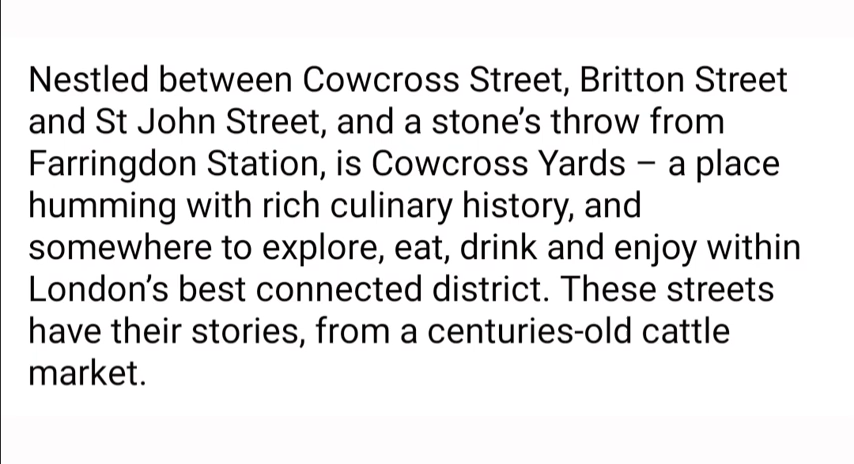 Nestled between Cowcross Street, Britton Street
and St John Street, and a stone’s throw from
Farringdon Station, is Cowcross Yards – a place
humming with rich culinary history, and
somewhere to explore, eat, drink and enjoy within
London’s best connected district. These streets
have their stories, from a centuries-old cattle
market.